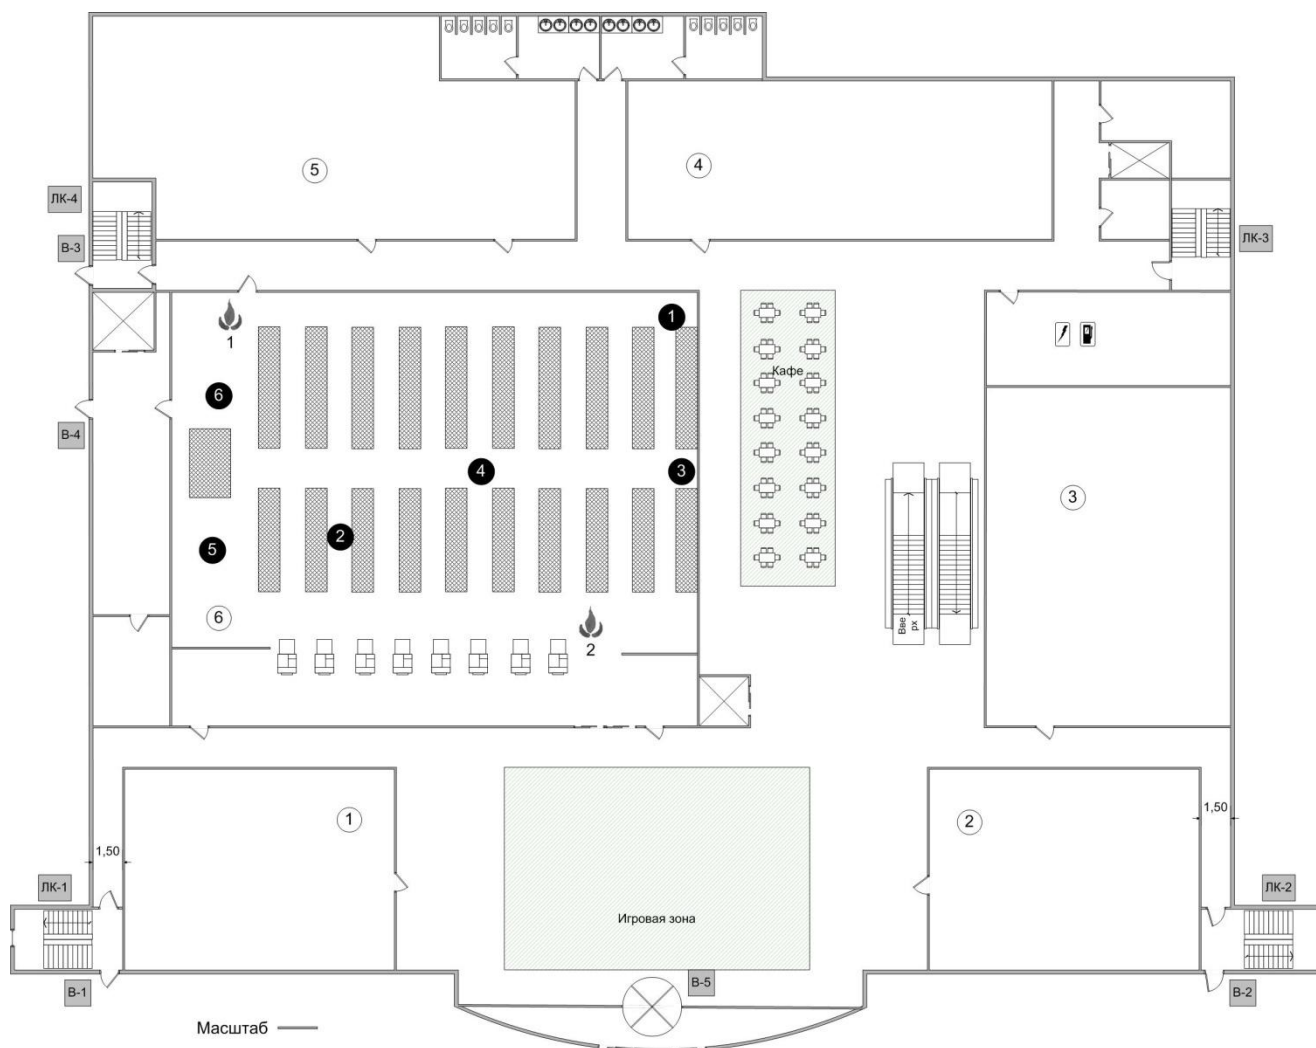 5
4
ЛК-4
В-3
ЛК-3
1
1
6
Кафе
В-4
4
3
3
2
5
6
Вве
рх
2
1
2
1,50
1,50
ЛК-1
ЛК-2
Игровая зона
В-1
В-5
В-2
Масштаб